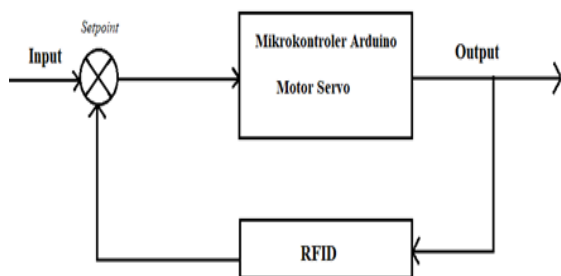 Setpoint
Input
Mikrokontroler Arduino
Motor Servo
Output
RFID